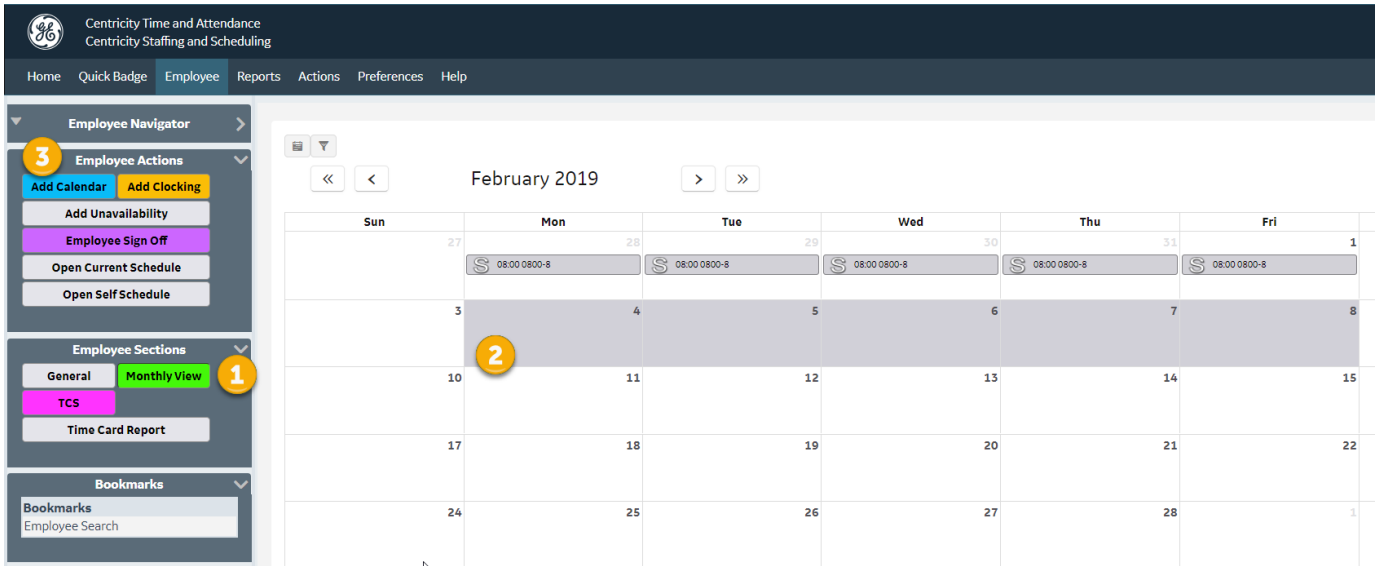 Centricity Time and Attendance
Centricity Staffing and Scheduling
Home Quick Badge Employee Reports Actions Preferences Help
Employee Navigator
3 Employee Actions
Add Calendar Add Clocking
Add Unavailability
Employee Sign Off
Open Current Schedule
Open Self Schedule
Employee Sections
General Monthly View 1
TCS
Time Card Report
Bookmarks
Bookmarks
Employee Search
« < February 2019 > »
Sun Mon Tue Wed Thu Fri
27 28 29 30 31 1
S 08:00 0800-8 S 08:00 0800-8 S 08:00 0800-8 S 08:00 0800-8 S 08:00 0800-8
3 4 5 6 7 8
2
10 11 12 13 14 15
17 18 19 20 21 22
24 25 26 27 28 1